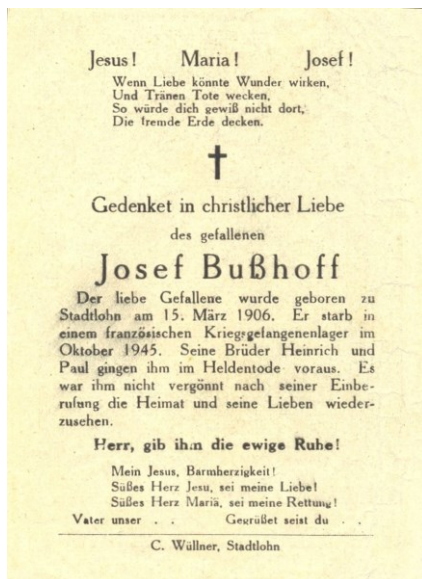 Jesus! Maria! Josef!
Wenn Liebe könnte Wunder wirken,
Und Tränen Tote wecken,
So würde dich gewiß nicht dort,
Die fremde Erde decken.
Gedenket in christlicher Liebe
des gefallenen
Josef Bußhoff
Der liebe Gefallene wurde geboren zu
Stadtlohn am 15. März 1906. Er starb in
einem französischen Kriegsgefangenenlager im
Oktober 1945. Seine Brüder Heinrich und
Paul gingen ihm im Heldentode voraus. Es
war ihm nicht vergönnt nach seiner Einbe-
rufung die Heimat und seine Lieben wieder-
zusehen.
Herr, gib ihm die ewige Ruhe!
Mein Jesus, Barmherzigkeit!
Süßes Herz Jesu, sei meine Liebe!
Süßes Herz Mariä, sei meine Rettung!
Vater unser . . Gegrüßet seist du . .
C. Wüllner, Stadtlohn